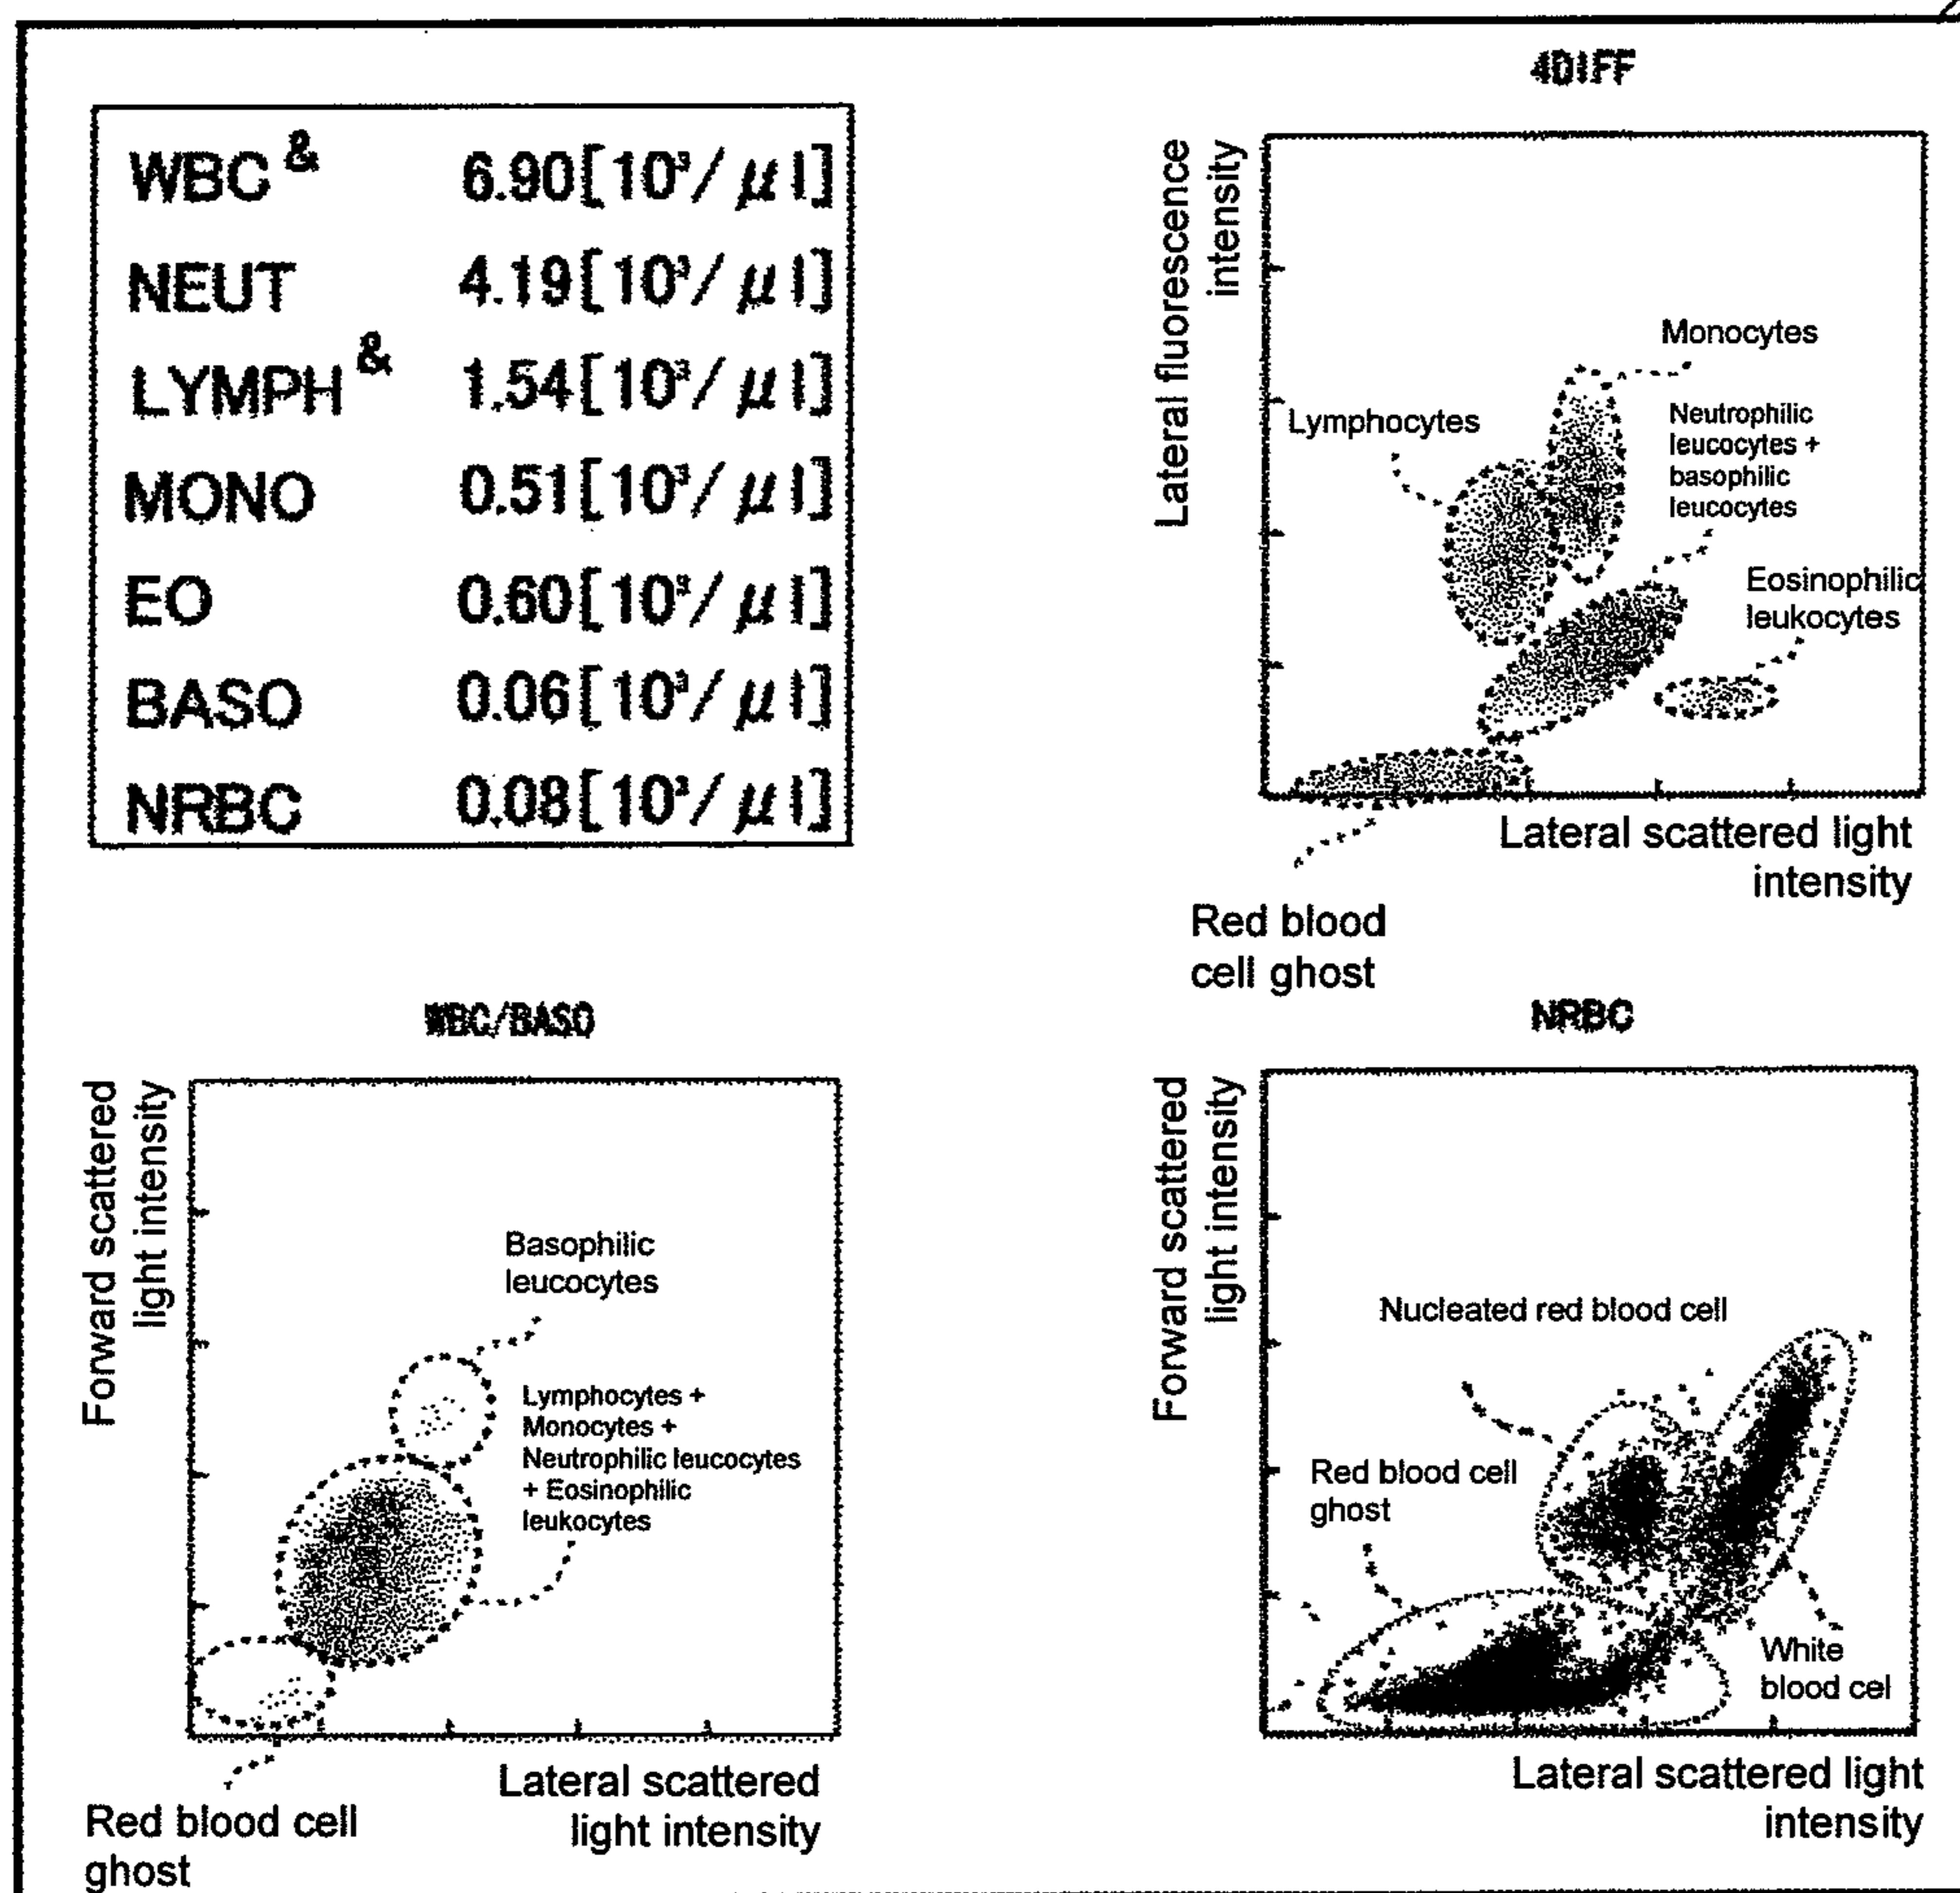 WBC & 6.90[10³/μl]
NEUT 4.19[10³/μl]
LYMPH & 1.54[10³/μl]
MONO 0.51[10³/μl]
EO 0.60[10³/μl]
BASO 0.06[10³/μl]
NRBC 0.08[10³/μl]
4DIFF
Lateral fluorescence
intensity
Monocytes
Lymphocytes
Neutrophilic
leucocytes +
basophilic
leucocytes
Eosinophilic
leukocytes
Lateral scattered light
intensity
Red blood
cell ghost
WBC/BASO
Forward scattered
light intensity
Basophilic
leucocytes
Lymphocytes +
Monocytes +
Neutrophilic leucocytes
+ Eosinophilic
leukocytes
Lateral scattered
light intensity
Red blood cell
ghost
NRBC
Forward scattered
light intensity
Nucleated red blood cell
Red blood cell
ghost
White
blood cel
Lateral scattered light
intensity